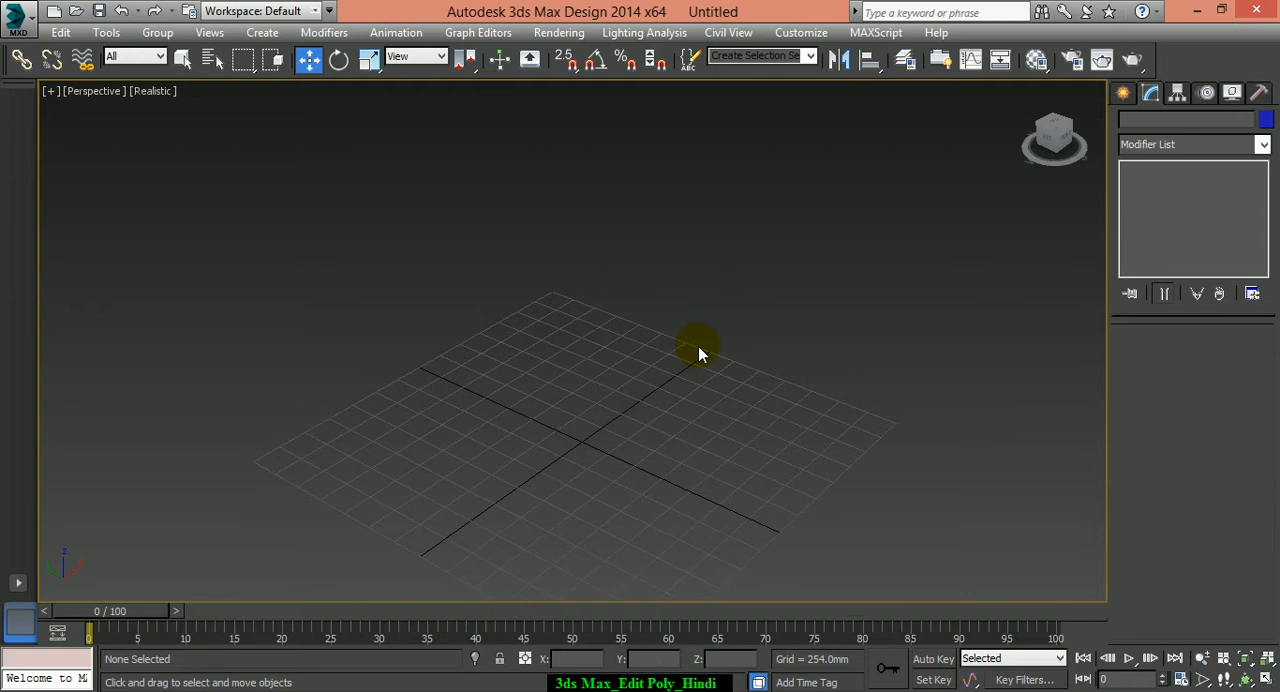 Workspace: Default
Autodesk 3ds Max Design 2014 x64 Untitled
Type a keyword or phrase
MXD
Edit Tools Group Views Create Modifiers Animation Graph Editors Rendering Lighting Analysis Civil View Customize MAXScript Help
All View 2.5 Create Selection Se
[+] [Perspective] [Realistic]
Modifier List
z
0 / 100
0 5 10 15 20 25 30 35 40 45 50 55 60 65 70 75 80 85 90 95 100
None Selected X: Y: Z: Grid = 254.0mm Auto Key Selected
Welcome to M Click and drag to select and move objects 3ds Max_Edit Poly_Hindi Add Time Tag Set Key Key Filters... 0